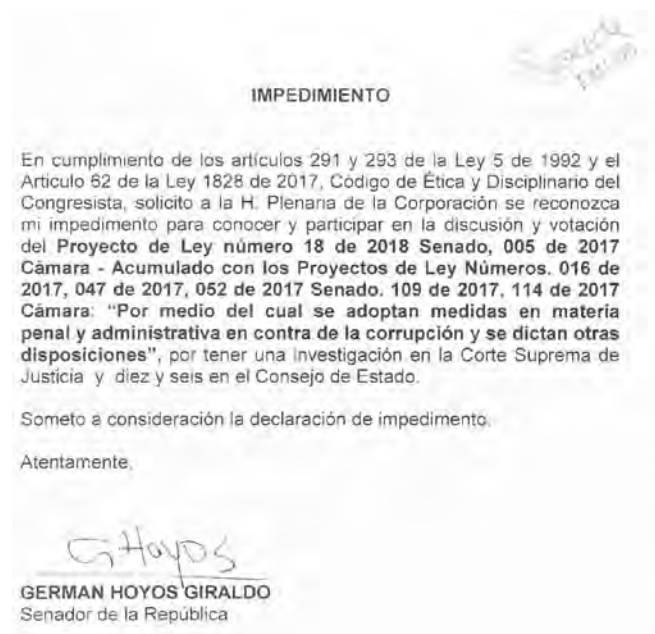 IMPEDIMIENTO
En cumplimiento de los artículos 291 y 293 de la Ley 5 de 1992 y el
Artículo 62 de la Ley 1828 de 2017, Código de Ética y Disciplinario del
Congresista, solicito a la H. Plenaria de la Corporación se reconozca
mi impedimento para conocer y participar en la discusión y votación
del Proyecto de Ley número 18 de 2018 Senado, 005 de 2017
Cámara - Acumulado con los Proyectos de Ley Números. 016 de
2017, 047 de 2017, 052 de 2017 Senado. 109 de 2017, 114 de 2017
Cámara: “Por medio del cual se adoptan medidas en materia
penal y administrativa en contra de la corrupción y se dictan otras
disposiciones”, por tener una investigación en la Corte Suprema de
Justicia y diez y seis en el Consejo de Estado.
Someto a consideración la declaración de impedimento.
Atentamente,
G Hoyos
GERMAN HOYOS GIRALDO
Senador de la República